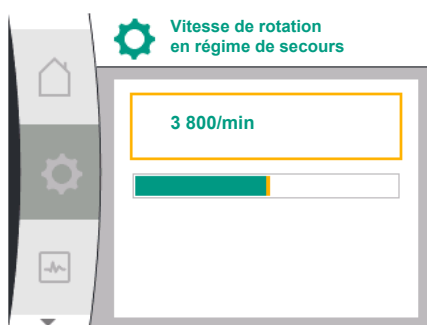 Vitesse de rotation
en régime de secours
3 800/min